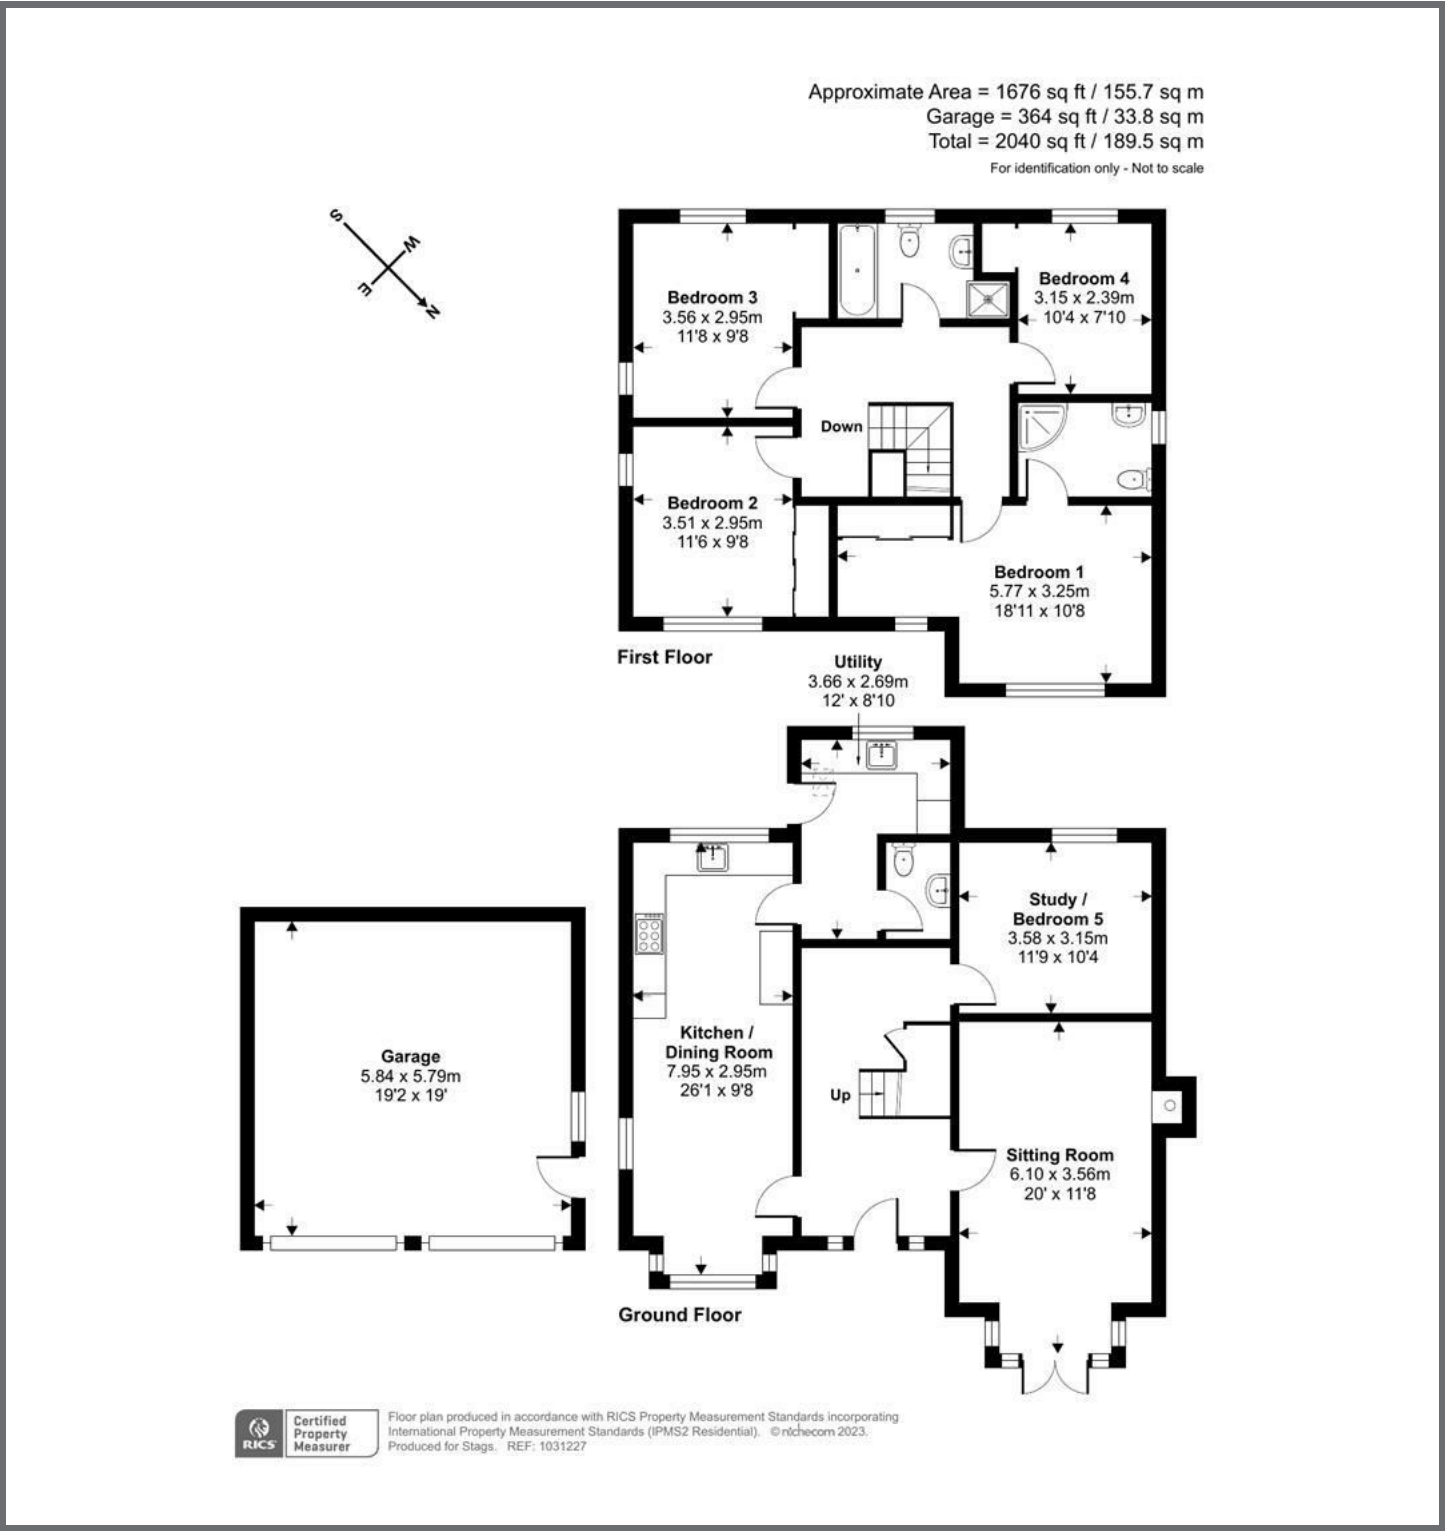 Approximate Area = 1676 sq ft / 155.7 sq m
Garage = 364 sq ft / 33.8 sq m
Total = 2040 sq ft / 189.5 sq m
For identification only - Not to scale
S
W
E
N
Bedroom 3
3.56 x 2.95m
11'8 x 9'8
Bedroom 4
3.15 x 2.39m
10'4 x 7'10
Down
Bedroom 2
3.51 x 2.95m
11'6 x 9'8
Bedroom 1
5.77 x 3.25m
18'11 x 10'8
First Floor
Utility
3.66 x 2.69m
12' x 8'10
Study /
Bedroom 5
3.58 x 3.15m
11'9 x 10'4
Garage
5.84 x 5.79m
19'2 x 19'
Kitchen /
Dining Room
7.95 x 2.95m
26'1 x 9'8
Up
Sitting Room
6.10 x 3.56m
20' x 11'8
Ground Floor
RICS
Certified
Property
Measurer
Floor plan produced in accordance with RICS Property Measurement Standards incorporating
International Property Measurement Standards (IPMS2 Residential). © nichecom 2023.
Produced for Stags. REF: 1031227